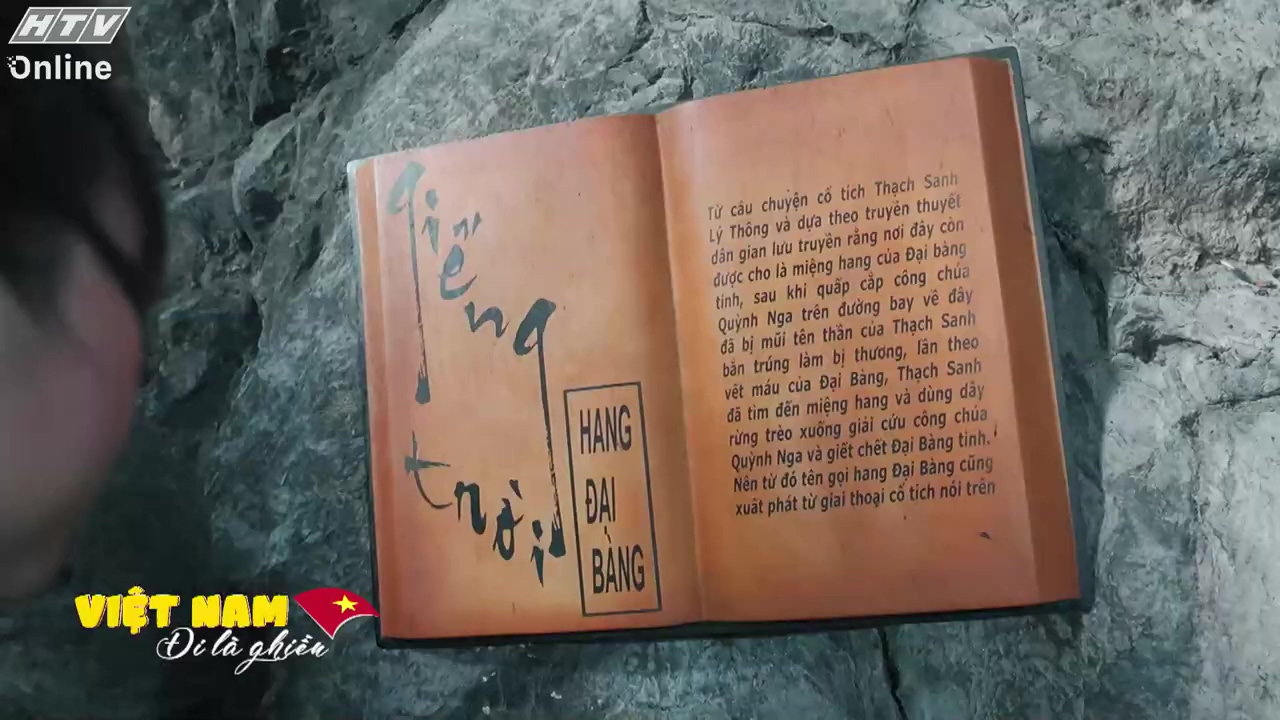 HTV
Online
giếng
trời
HANG
ĐẠI
BÀNG
Từ câu chuyện cổ tích Thạch Sanh
Lý Thông và dựa theo truyền thuyết
dân gian lưu truyền rằng nơi đây còn
được cho là miệng hang của Đại bàng
tinh, sau khi quắp cắp công chúa
Quỳnh Nga trên đường bay về đây
đã bị mũi tên thần của Thạch Sanh
bắn trúng làm bị thương, lần theo
vết máu của Đại Bàng, Thạch Sanh
đã tìm đến miệng hang và dùng dây
rừng trèo xuống giải cứu công chúa
Quỳnh Nga và giết chết Đại Bàng tinh.
Nên từ đó tên gọi hang Đại Bàng cũng
xuất phát từ giai thoại cổ tích nói trên
VIỆT NAM
Đi là ghiền